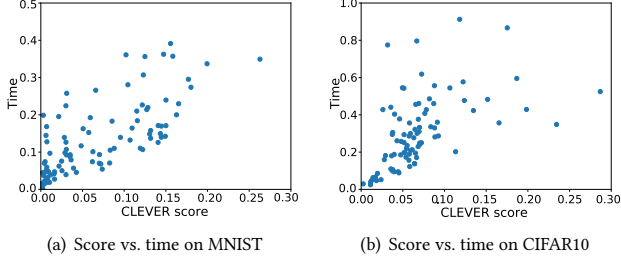 0.5
0.4
0.3
0.2
0.1
0.0
Time
0.00 0.05 0.10 0.15 0.20 0.25 0.30
CLEVER score
(a) Score vs. time on MNIST
1.0
0.8
0.6
0.4
0.2
0.0
Time
0.00 0.05 0.10 0.15 0.20 0.25 0.30
CLEVER score
(b) Score vs. time on CIFAR10